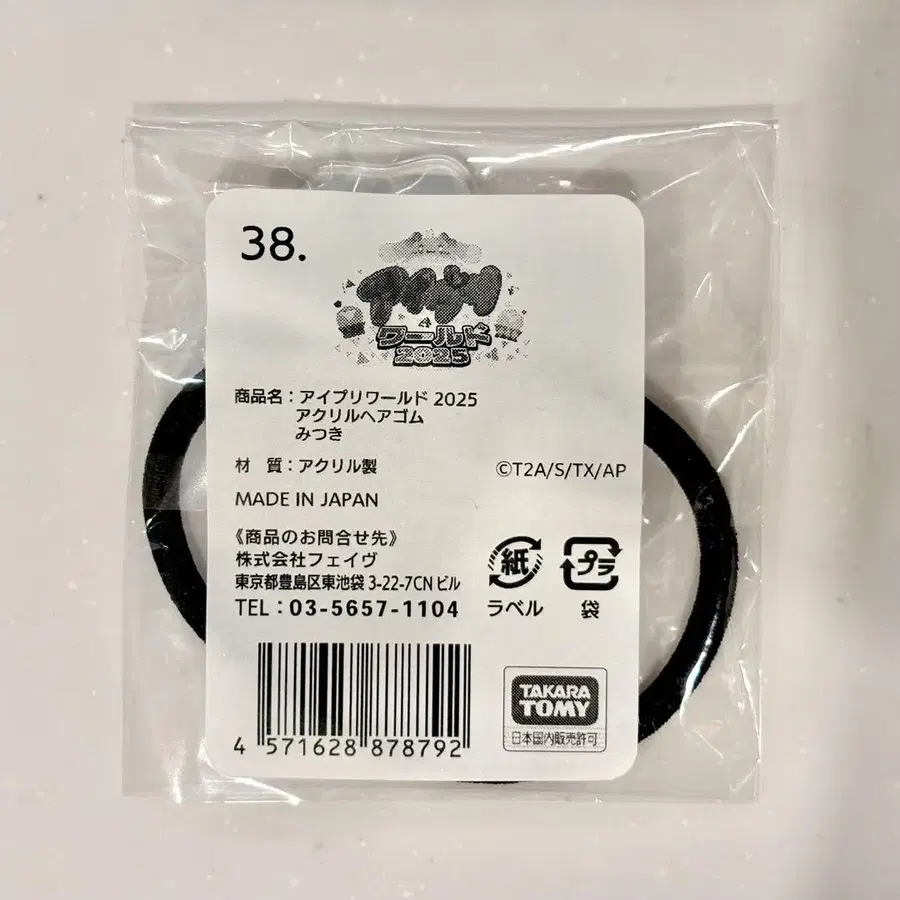 38.
アイプリ
ワールド
2025
商品名：アイプリワールド 2025
アクリルヘアゴム
みつき
材 質：アクリル製
©T2A/S/TX/AP
MADE IN JAPAN
《商品のお問合せ先》
株式会社フェイヴ
東京都豊島区東池袋 3-22-7CN ビル
TEL：03-5657-1104
紙
ラベル
プラ
袋
4 571628 878792
TAKARA
TOMY
日本国内販売許可